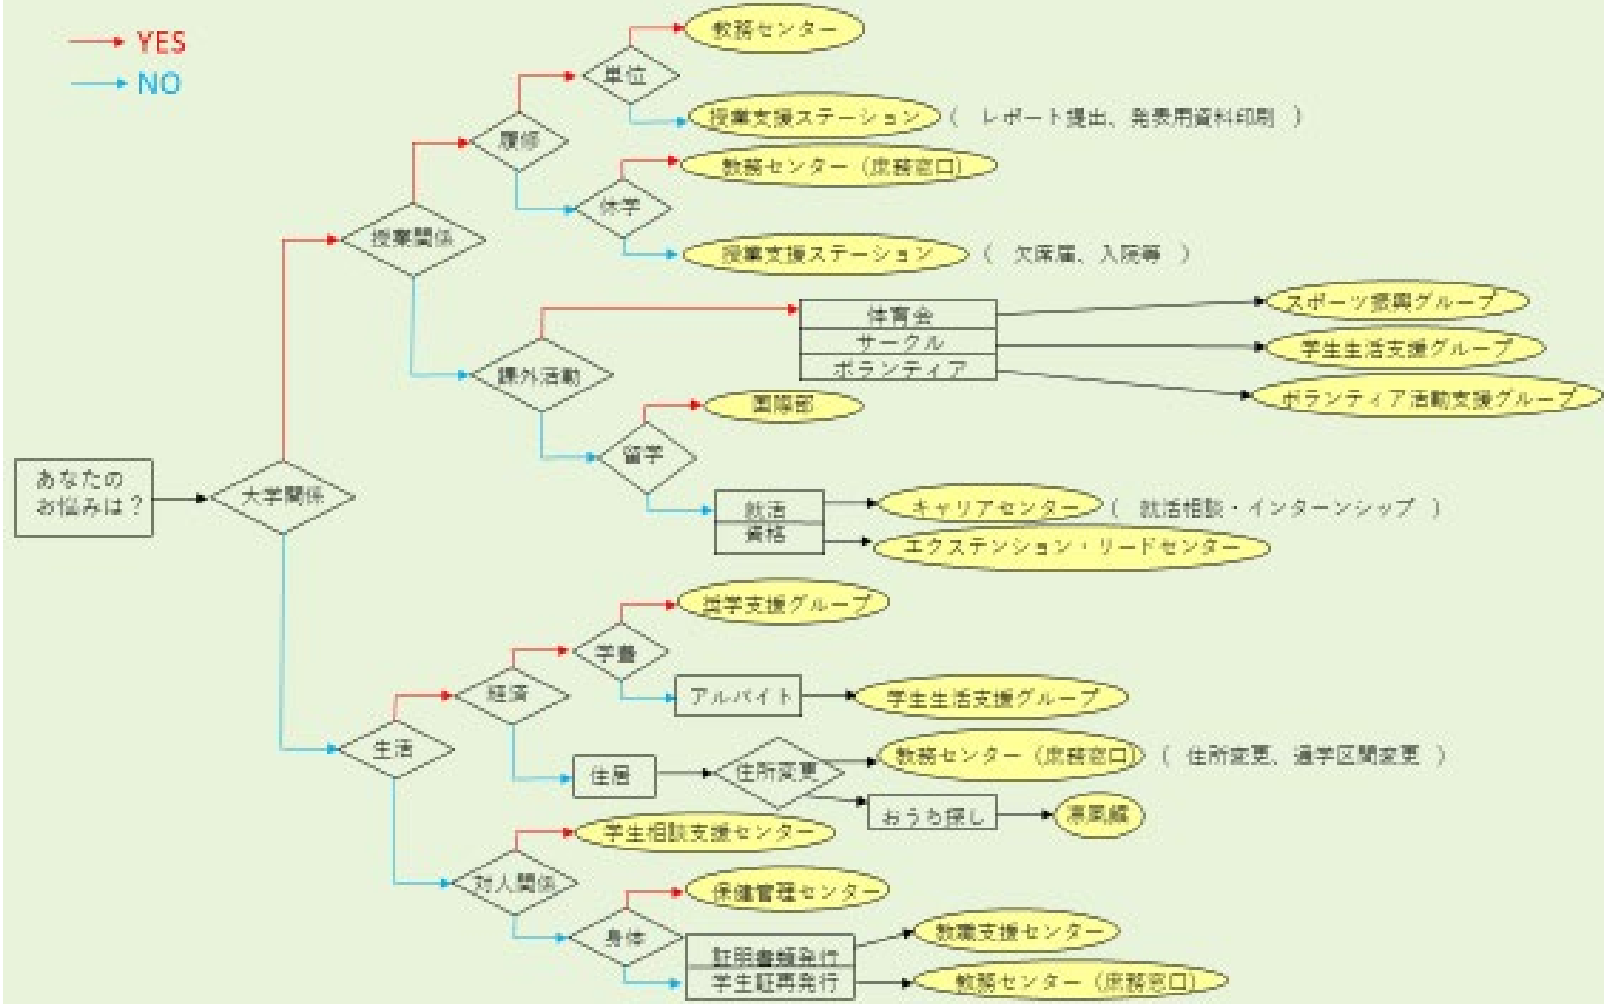 YES
NO
教務センター
単位
授業支援ステーション ( レポート提出、発表用資料印刷 )
履修
教務センター（庶務窓口）
休学
授業関係
授業支援ステーション ( 欠席届、入院等 )
体育会
サークル
ボランティア
スポーツ振興グループ
学生生活支援グループ
ボランティア活動支援グループ
課外活動
国際部
留学
あなたの
お悩みは？
大学関係
就活
資格
キャリアセンター ( 就活相談・インターンシップ )
エクステンション・リードセンター
奨学支援グループ
学費
経済
アルバイト
学生生活支援グループ
生活
住居
住所変更
教務センター（庶務窓口） ( 住所変更、通学区間変更 )
おうち探し
凛風館
学生相談支援センター
対人関係
保健管理センター
身体
証明書類発行
学生証再発行
教職支援センター
教務センター（庶務窓口）